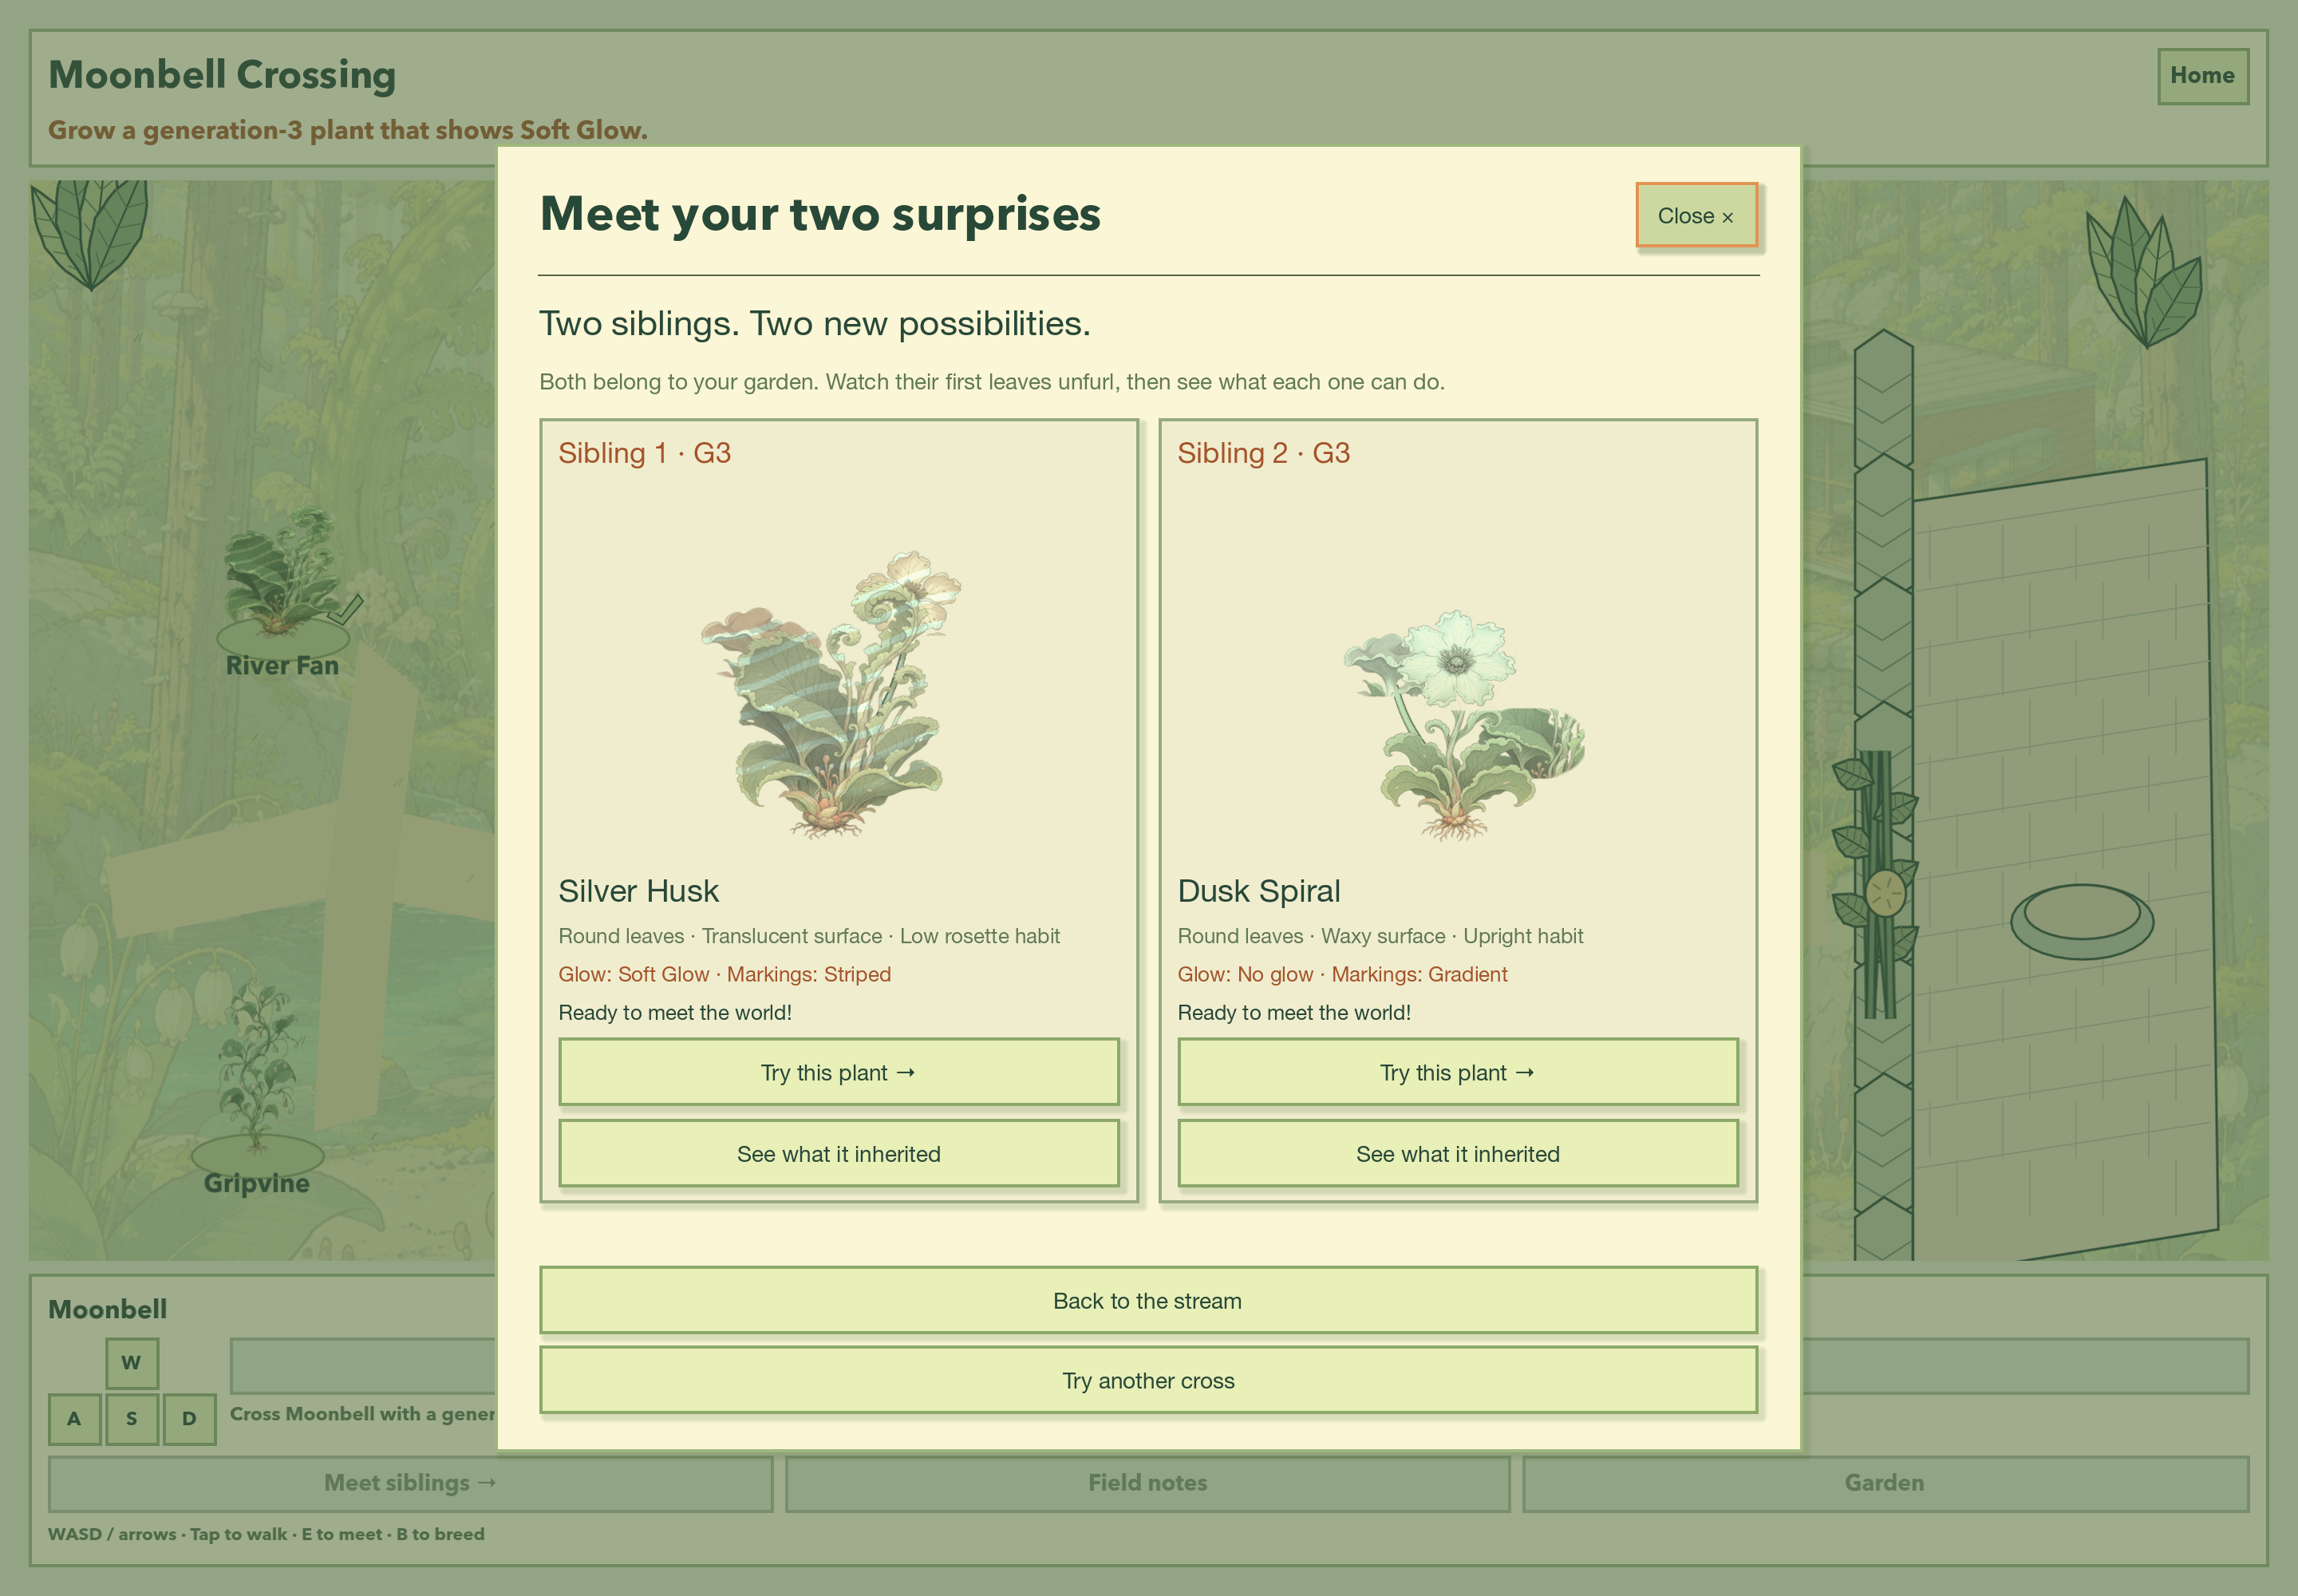 Moonbell Crossing
Home
Grow a generation-3 plant that shows Soft Glow.
Meet your two surprises
Close ×
Two siblings. Two new possibilities.
Both belong to your garden. Watch their first leaves unfurl, then see what each one can do.
Sibling 1 · G3
Silver Husk
Round leaves · Translucent surface · Low rosette habit
Glow: Soft Glow · Markings: Striped
Ready to meet the world!
Try this plant →
See what it inherited
Sibling 2 · G3
Dusk Spiral
Round leaves · Waxy surface · Upright habit
Glow: No glow · Markings: Gradient
Ready to meet the world!
Try this plant →
See what it inherited
Back to the stream
Try another cross
River Fan
Gripvine
Moonbell
W
A S D
Cross Moonbell with a
Meet siblings →
Field notes
Garden
WASD / arrows · Tap to walk · E to meet · B to breed